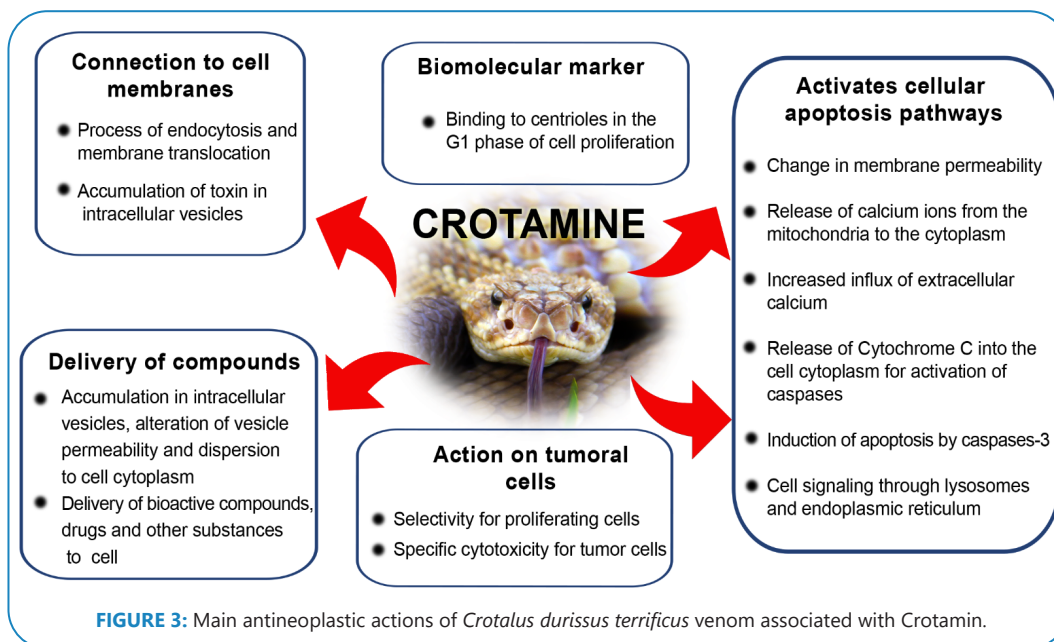 Connection to cell
membranes
Process of endocytosis and
membrane translocation
Accumulation of toxin in
intracellular vesicles
Biomolecular marker
Binding to centrioles in the
G1 phase of cell proliferation
Activates cellular
apoptosis pathways
Change in membrane permeability
Release of calcium ions from the
mitochondria to the cytoplasm
Increased influx of extracellular
calcium
Release of Cytochrome C into the
cell cytoplasm for activation of
caspases
Induction of apoptosis by caspases-3
Cell signaling through lysosomes
and endoplasmic reticulum
CROTAMINE
Delivery of compounds
Accumulation in intracellular
vesicles, alteration of vesicle
permeability and dispersion
to cell cytoplasm
Delivery of bioactive compounds,
drugs and other substances
to cell
Action on tumoral
cells
Selectivity for proliferating cells
Specific cytotoxicity for tumor cells
FIGURE 3: Main antineoplastic actions of Crotalus durissus terrificus venom associated with Crotamin.